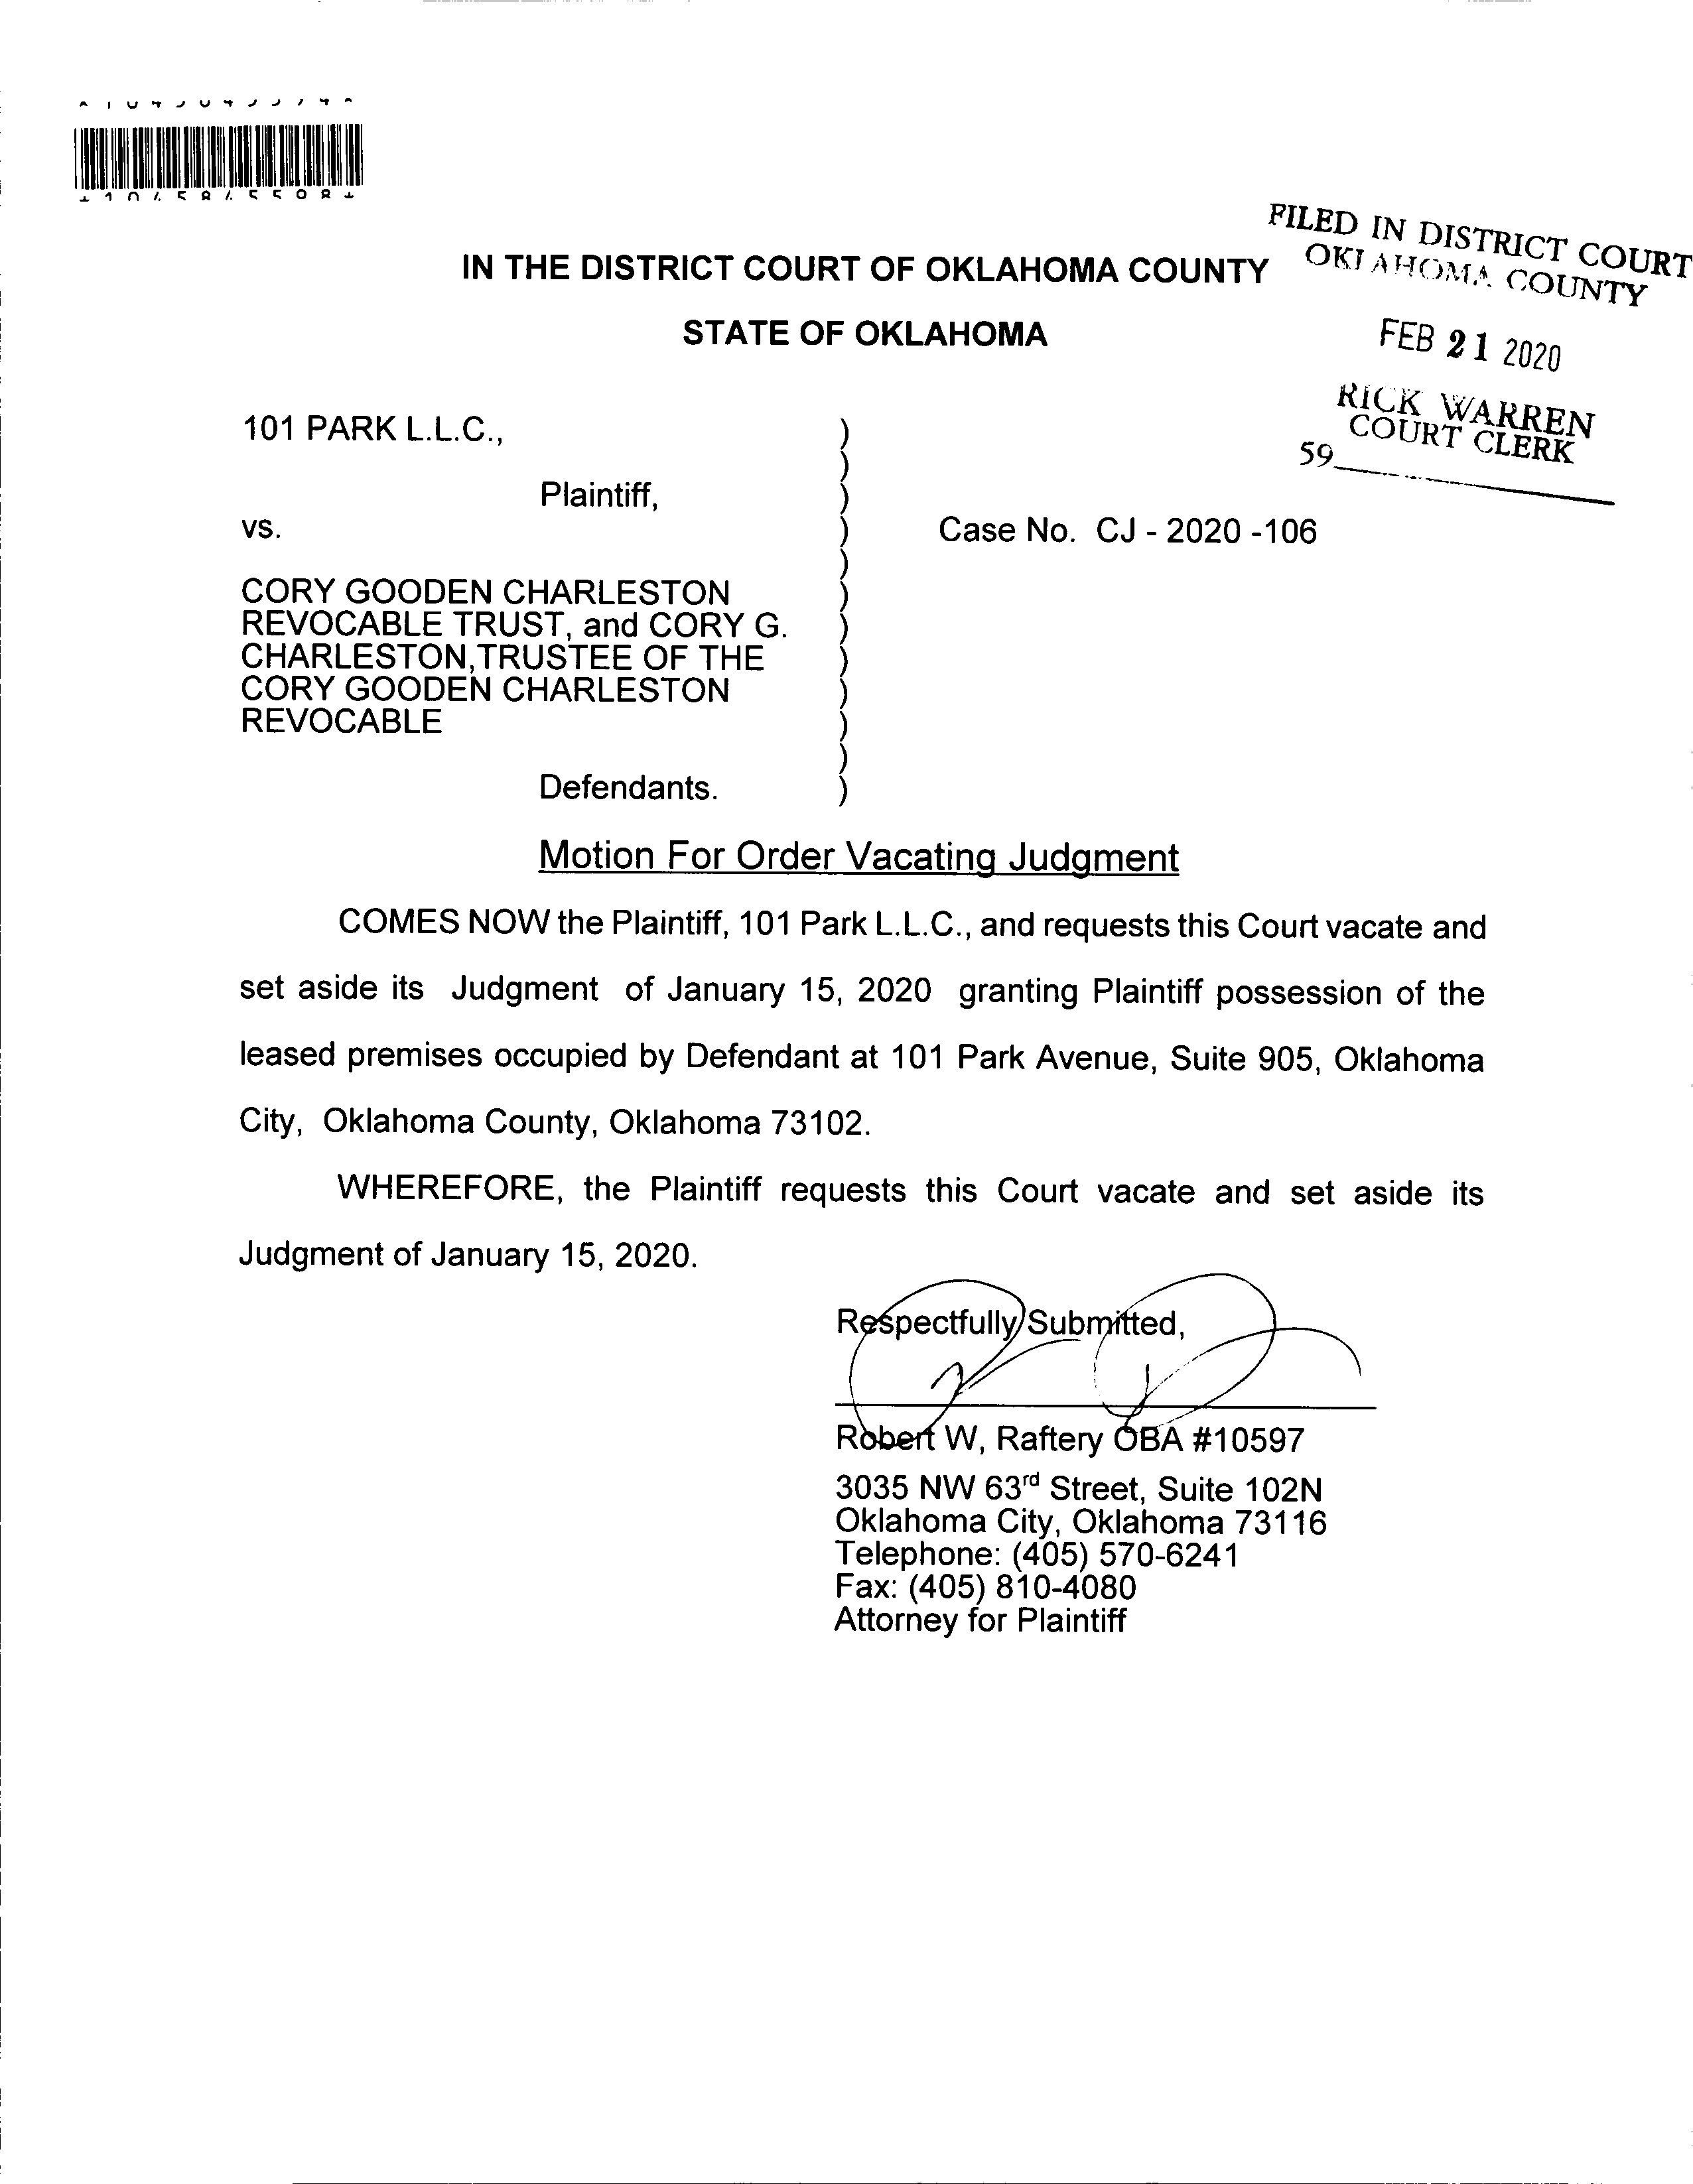 IN THE DISTRICT COURT OF OKLAHOMA COUNTY
STATE OF OKLAHOMA
FILED IN DISTRICT COURT
OKLAHOMA COUNTY
FEB 21 2020
RICK WARREN
COURT CLERK
59
101 PARK L.L.C., )
)
Plaintiff, )
vs. ) Case No. CJ - 2020 -106
)
CORY GOODEN CHARLESTON )
REVOCABLE TRUST, and CORY G. )
CHARLESTON,TRUSTEE OF THE )
CORY GOODEN CHARLESTON )
REVOCABLE )
)
Defendants. )
Motion For Order Vacating Judgment
COMES NOW the Plaintiff, 101 Park L.L.C., and requests this Court vacate and
set aside its Judgment of January 15, 2020 granting Plaintiff possession of the
leased premises occupied by Defendant at 101 Park Avenue, Suite 905, Oklahoma
City, Oklahoma County, Oklahoma 73102.
WHEREFORE, the Plaintiff requests this Court vacate and set aside its
Judgment of January 15, 2020.
Respectfully Submitted,
Robert W, Raftery OBA #10597
3035 NW 63rd Street, Suite 102N
Oklahoma City, Oklahoma 73116
Telephone: (405) 570-6241
Fax: (405) 810-4080
Attorney for Plaintiff